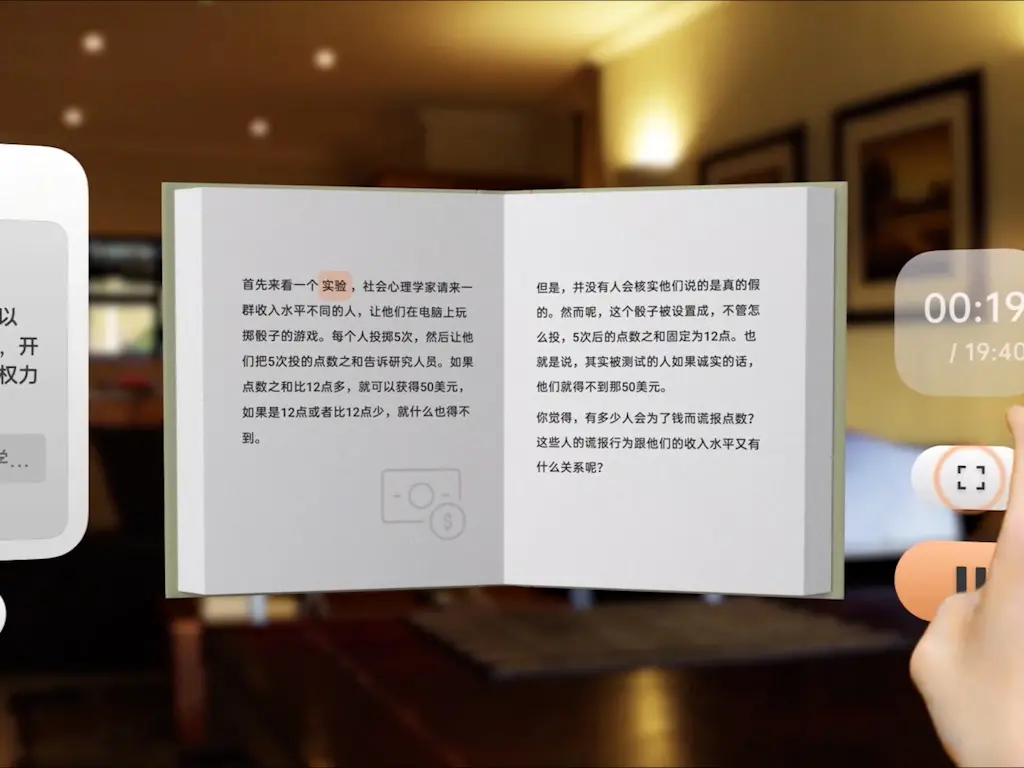 以
，开
权力
学...
首先来看一个 实验 ，社会心理学家请来一
群收入水平不同的人，让他们在电脑上玩
掷骰子的游戏。每个人投掷5次，然后让他
们把5次投的点数之和告诉研究人员。如果
点数之和比12点多，就可以获得50美元，
如果是12点或者比12点少，就什么也得不
到。
$
但是，并没有人会核实他们说的是真的假
的。然而呢，这个骰子被设置成，不管怎
么投，5次后的点数之和固定为12点。也
就是说，其实被测试的人如果诚实的话，
他们就得不到那50美元。
你觉得，有多少人会为了钱而谎报点数？
这些人的谎报行为跟他们的收入水平又有
什么关系呢？
00:19
/ 19:40